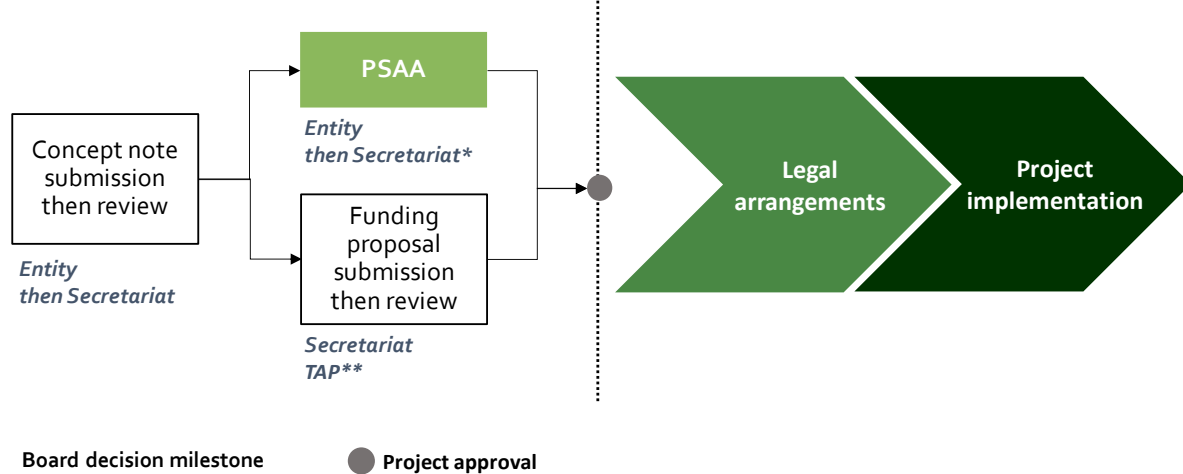 Concept note
submission
then review
Entity
then Secretariat
PSAA
Entity
then Secretariat*
Funding
proposal
submission
then review
Secretariat
TAP**
Legal
arrangements
Project
implementation
Board decision milestone
Project approval